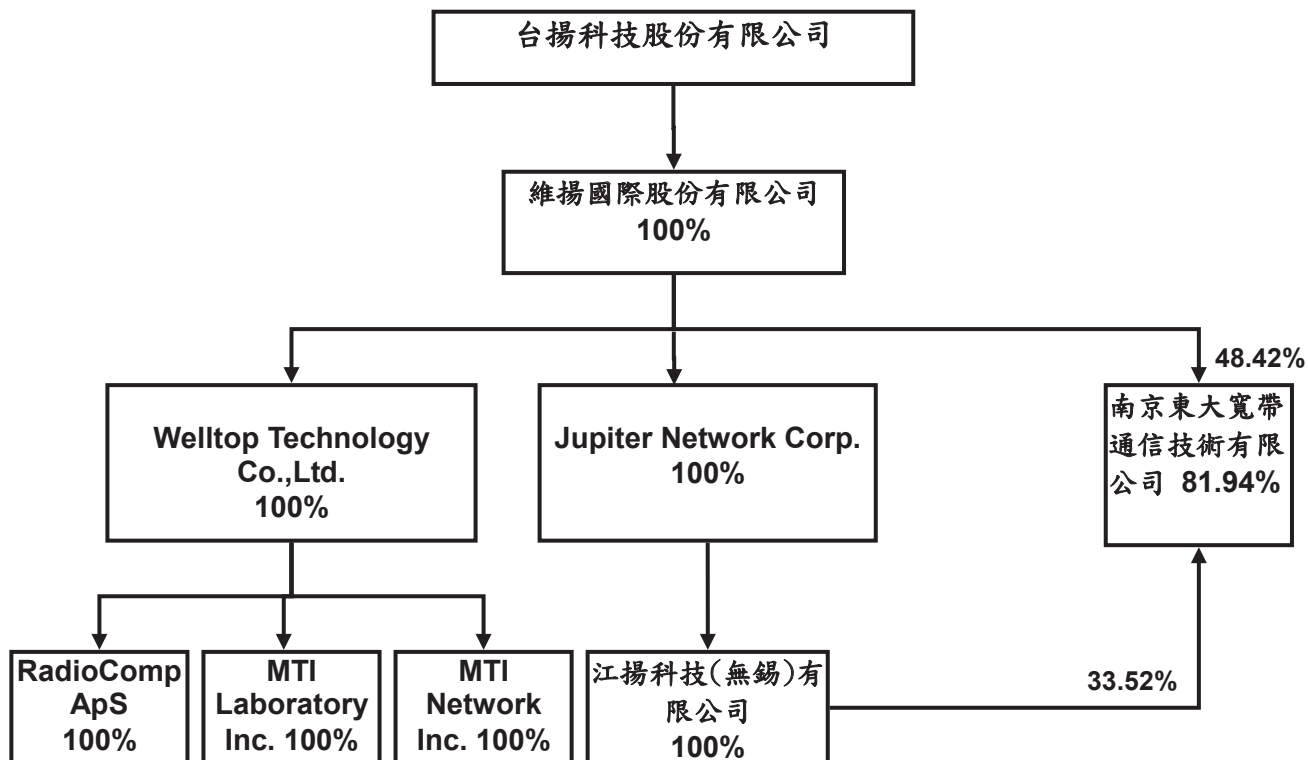 台揚科技股份有限公司
維揚國際股份有限公司
100%
48.42%
Welltop Technology
Co.,Ltd.
100%
Jupiter Network Corp.
100%
南京東大寬帶
通信技術有限
公司 81.94%
RadioComp
ApS
100%
MTI
Laboratory
Inc. 100%
MTI
Network
Inc. 100%
江揚科技(無錫)有
限公司
100%
33.52%